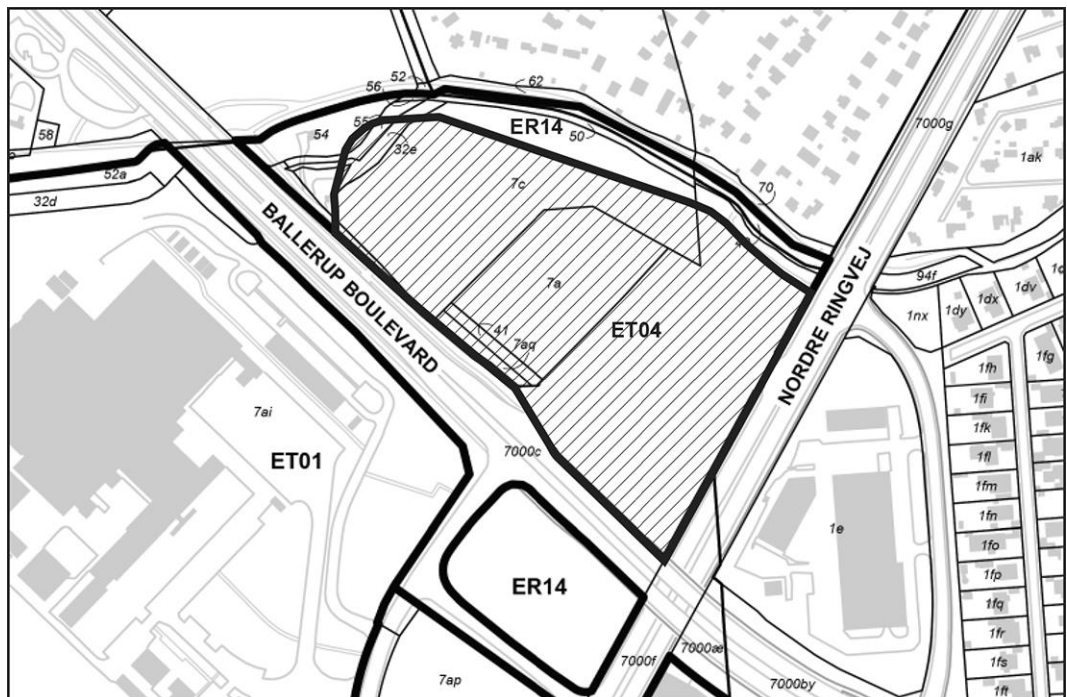 52
62
56
55
ER14
50
7000g
58
54
32e
1ak
52a
7c
70
32d
BALLERUP BOULEVARD
NORDRE RINGVEJ
94f
7a
1nx
1dy
1dx
1dv
41
ET04
7aq
1fg
1fh
1fi
7ai
1fk
7000c
1fl
ET01
1fm
1e
1fn
1fo
1fp
ER14
1fq
1fr
7000æ
7000f
1fs
7ap
7000by
1ft